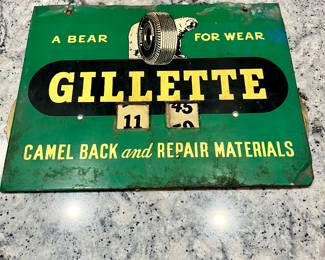 A BEAR FOR WEAR
GILLETTE
11 45
CAMEL BACK and REPAIR MATERIALS